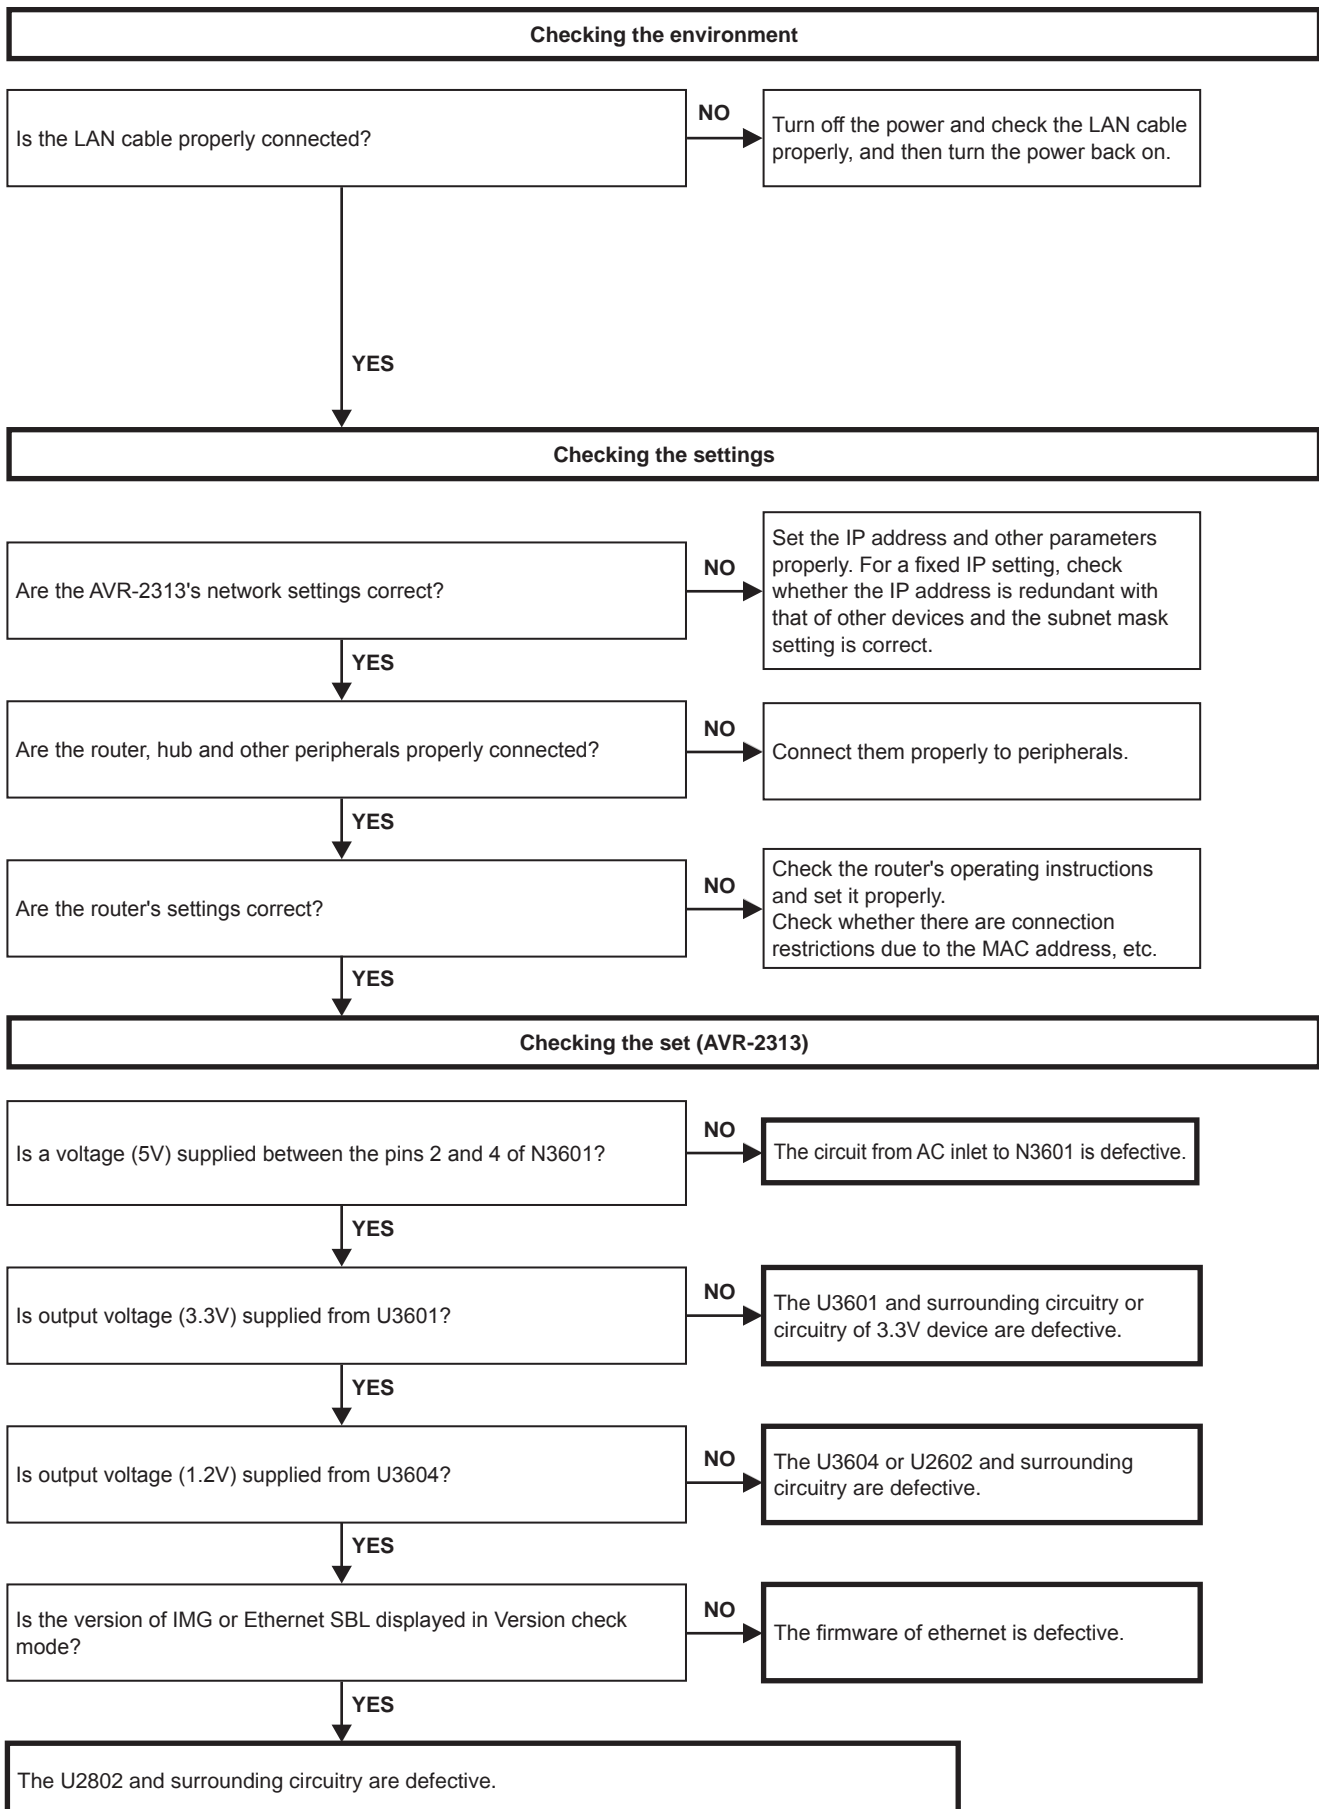 Checking the environment
Is the LAN cable properly connected?
NO
Turn off the power and check the LAN cable
properly, and then turn the power back on.
YES
Checking the settings
Are the AVR-2313's network settings correct?
NO
Set the IP address and other parameters
properly. For a fixed IP setting, check
whether the IP address is redundant with
that of other devices and the subnet mask
setting is correct.
YES
Are the router, hub and other peripherals properly connected?
NO
Connect them properly to peripherals.
YES
Are the router's settings correct?
NO
Check the router's operating instructions
and set it properly.
Check whether there are connection
restrictions due to the MAC address, etc.
YES
Checking the set (AVR-2313)
Is a voltage (5V) supplied between the pins 2 and 4 of N3601?
NO
The circuit from AC inlet to N3601 is defective.
YES
Is output voltage (3.3V) supplied from U3601?
NO
The U3601 and surrounding circuitry or
circuitry of 3.3V device are defective.
YES
Is output voltage (1.2V) supplied from U3604?
NO
The U3604 or U2602 and surrounding
circuitry are defective.
YES
Is the version of IMG or Ethernet SBL displayed in Version check
mode?
NO
The firmware of ethernet is defective.
YES
The U2802 and surrounding circuitry are defective.